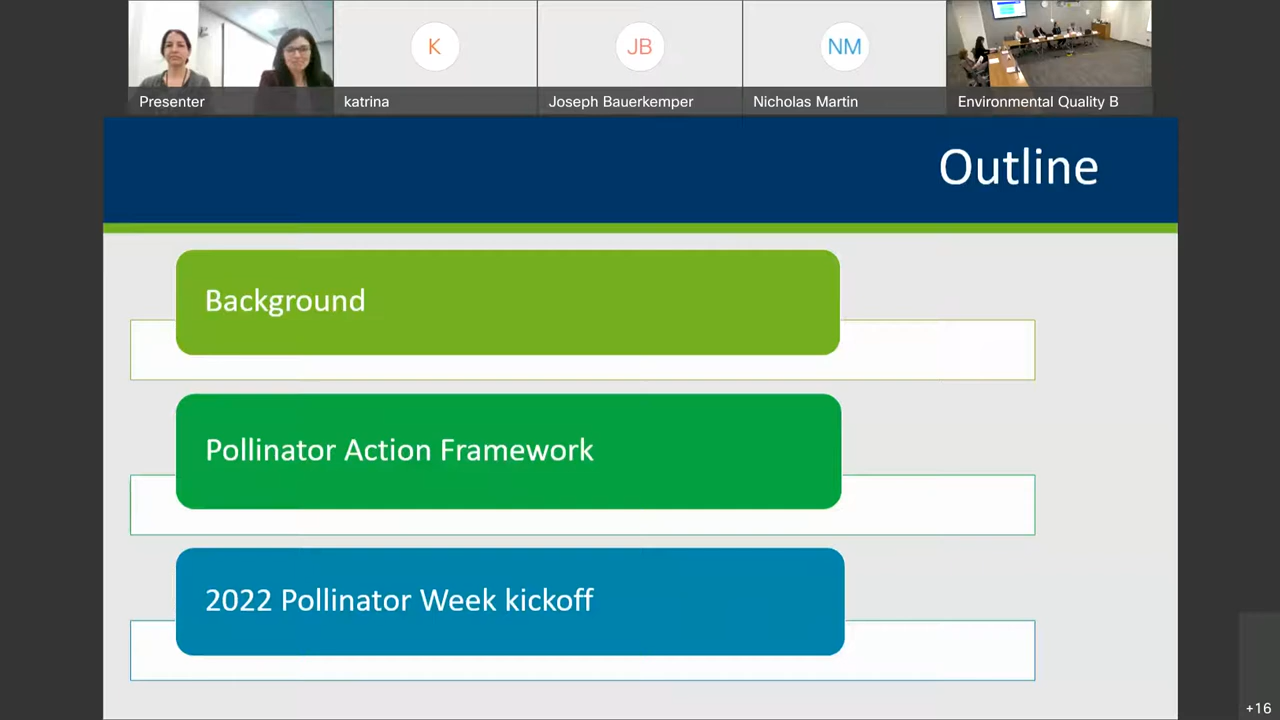 K
JB
NM
Presenter
katrina
Joseph Bauerkemper
Nicholas Martin
Environmental Quality B
Outline
Background
Pollinator Action Framework
2022 Pollinator Week kickoff
+16